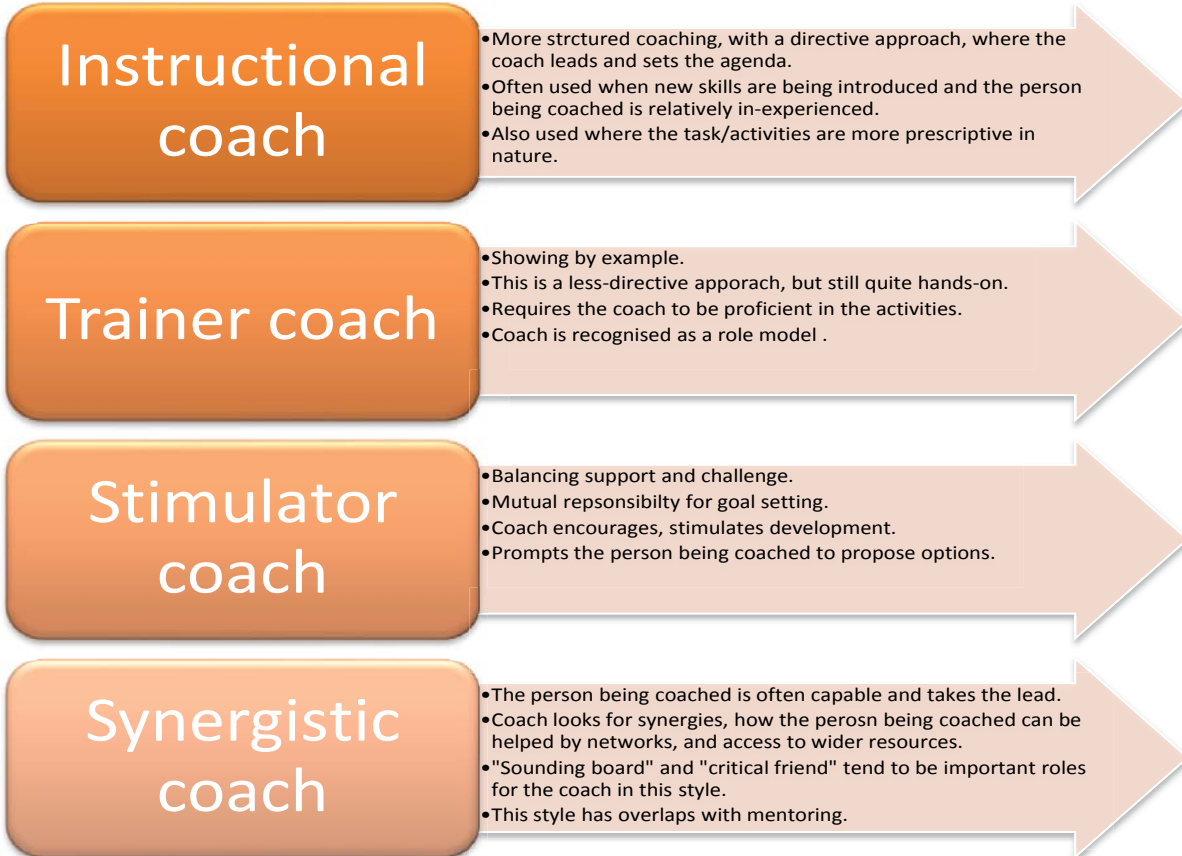 Instructional
coach
•More strctured coaching, with a directive approach, where the
coach leads and sets the agenda.
•Often used when new skills are being introduced and the person
being coached is relatively in-experienced.
•Also used where the task/activities are more prescriptive in
nature.
Trainer coach
•Showing by example.
•This is a less-directive apporach, but still quite hands-on.
•Requires the coach to be proficient in the activities.
•Coach is recognised as a role model .
Stimulator
coach
•Balancing support and challenge.
•Mutual repsonsibilty for goal setting.
•Coach encourages, stimulates development.
•Prompts the person being coached to propose options.
Synergistic
coach
•The person being coached is often capable and takes the lead.
•Coach looks for synergies, how the perosn being coached can be
helped by networks, and access to wider resources.
•"Sounding board" and "critical friend" tend to be important roles
for the coach in this style.
•This style has overlaps with mentoring.